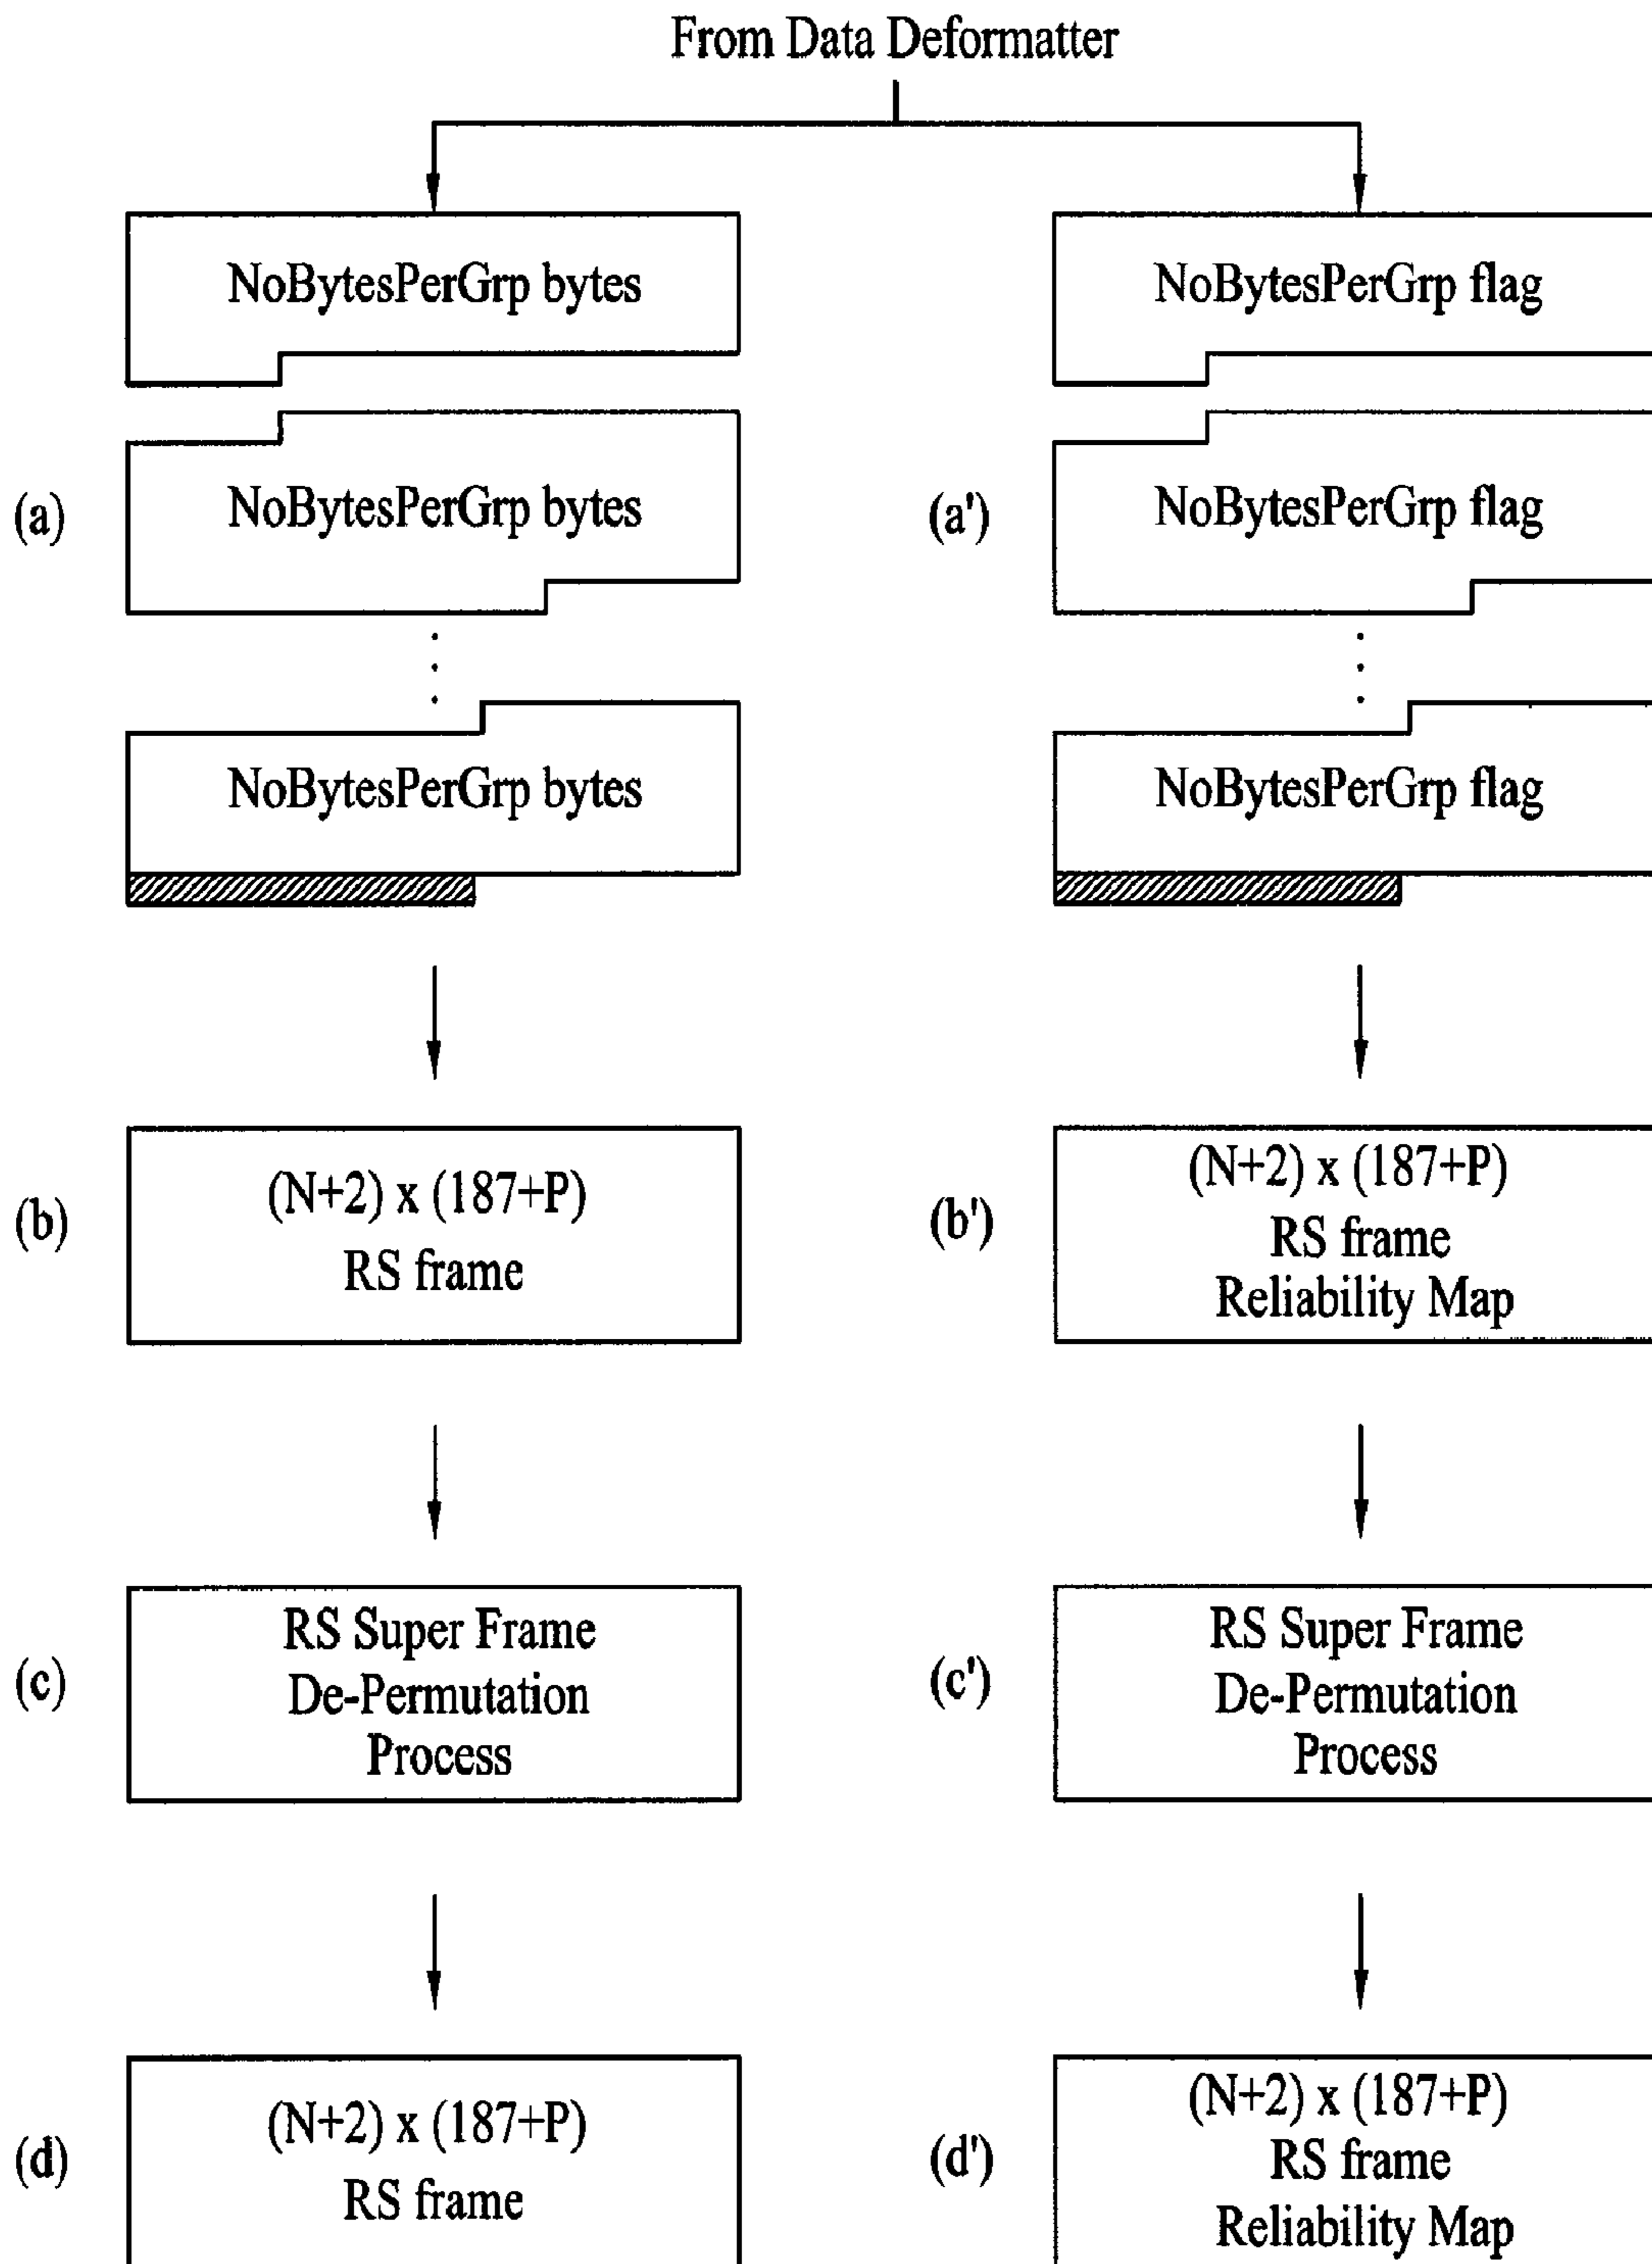 From Data Deformatter
NoBytesPerGrp bytes
NoBytesPerGrp flag
(a)
NoBytesPerGrp bytes
(a')
NoBytesPerGrp flag
NoBytesPerGrp bytes
NoBytesPerGrp flag
(b)
(N+2) x (187+P)
RS frame
(b')
(N+2) x (187+P)
RS frame
Reliability Map
(c)
RS Super Frame
De-Permutation
Process
(c')
RS Super Frame
De-Permutation
Process
(d)
(N+2) x (187+P)
RS frame
(d')
(N+2) x (187+P)
RS frame
Reliability Map